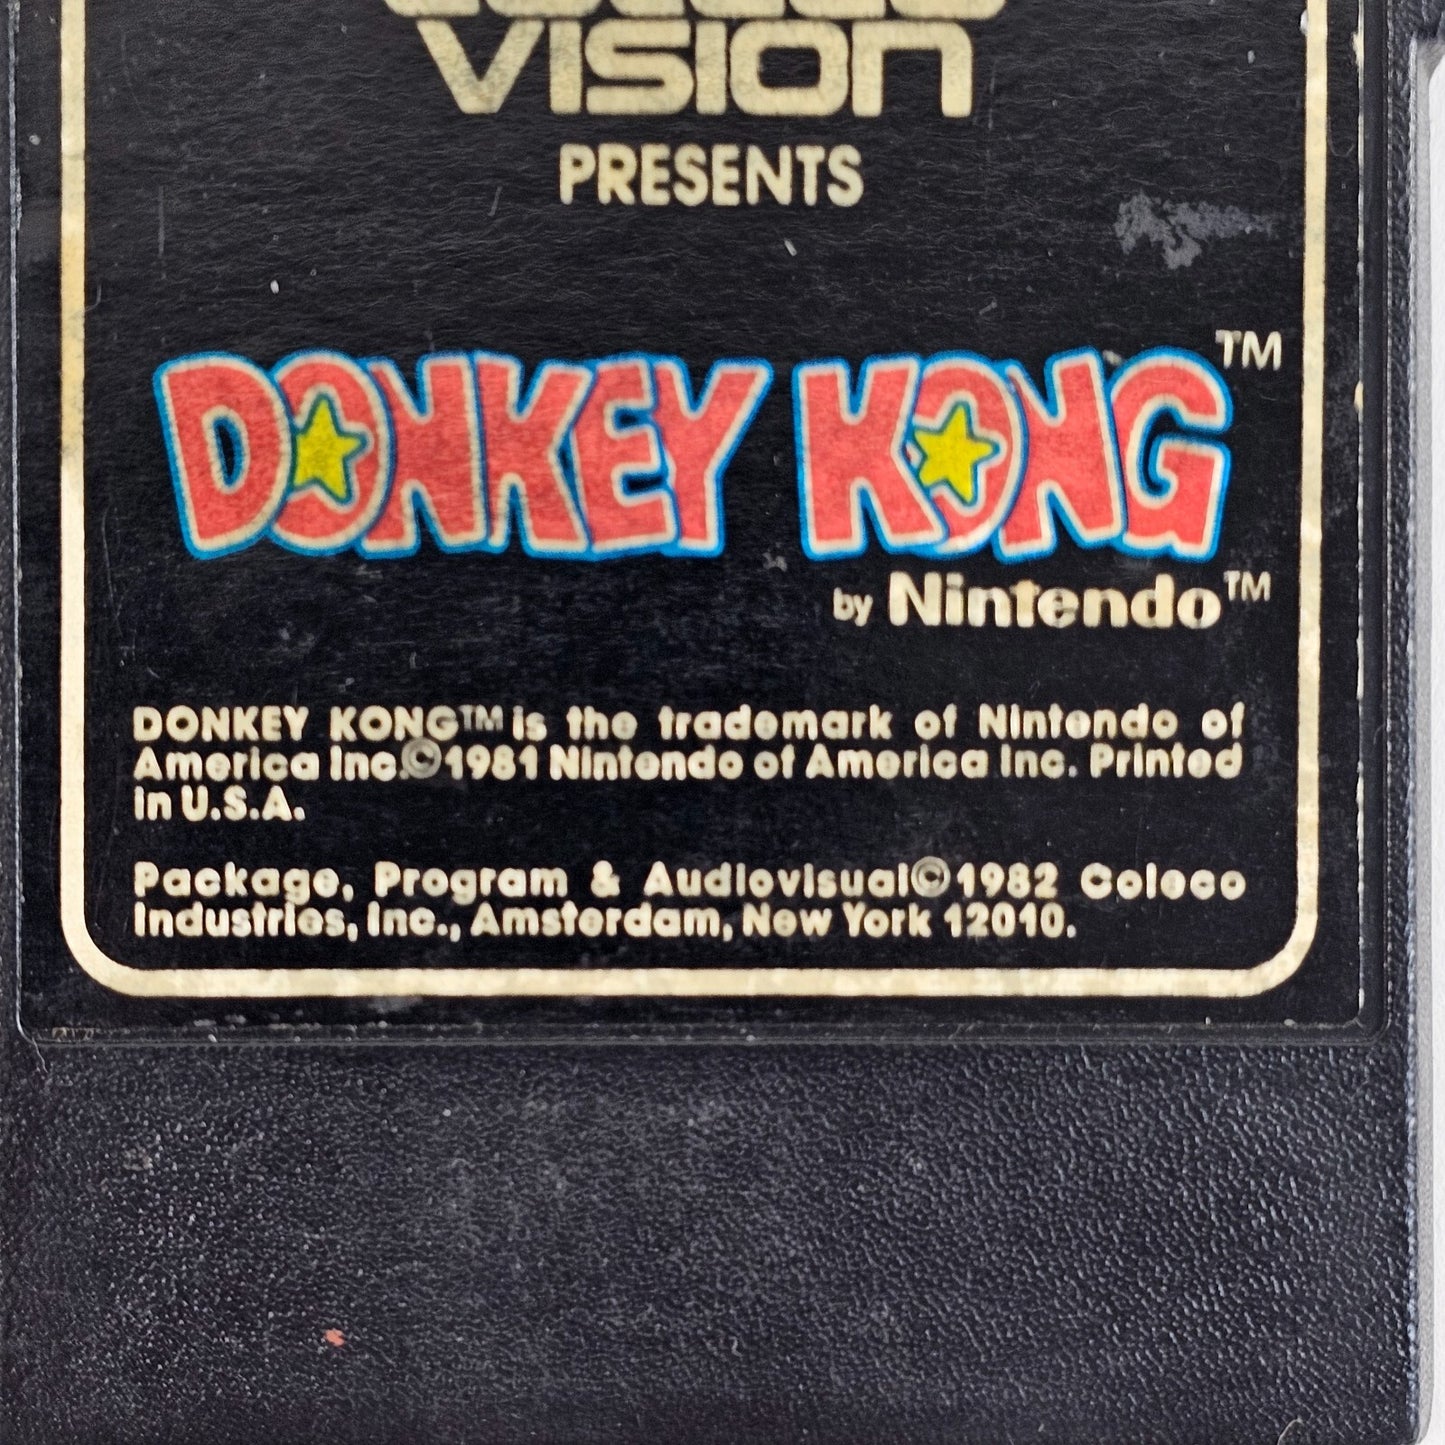 VISION
PRESENTS
DONKEY KONG™
by Nintendo™
DONKEY KONG™ is the trademark of Nintendo of
America Inc.©1981 Nintendo of America Inc. Printed
in U.S.A.
Package, Program & Audiovisual©1982 Coleco
Industries, Inc., Amsterdam, New York 12010.